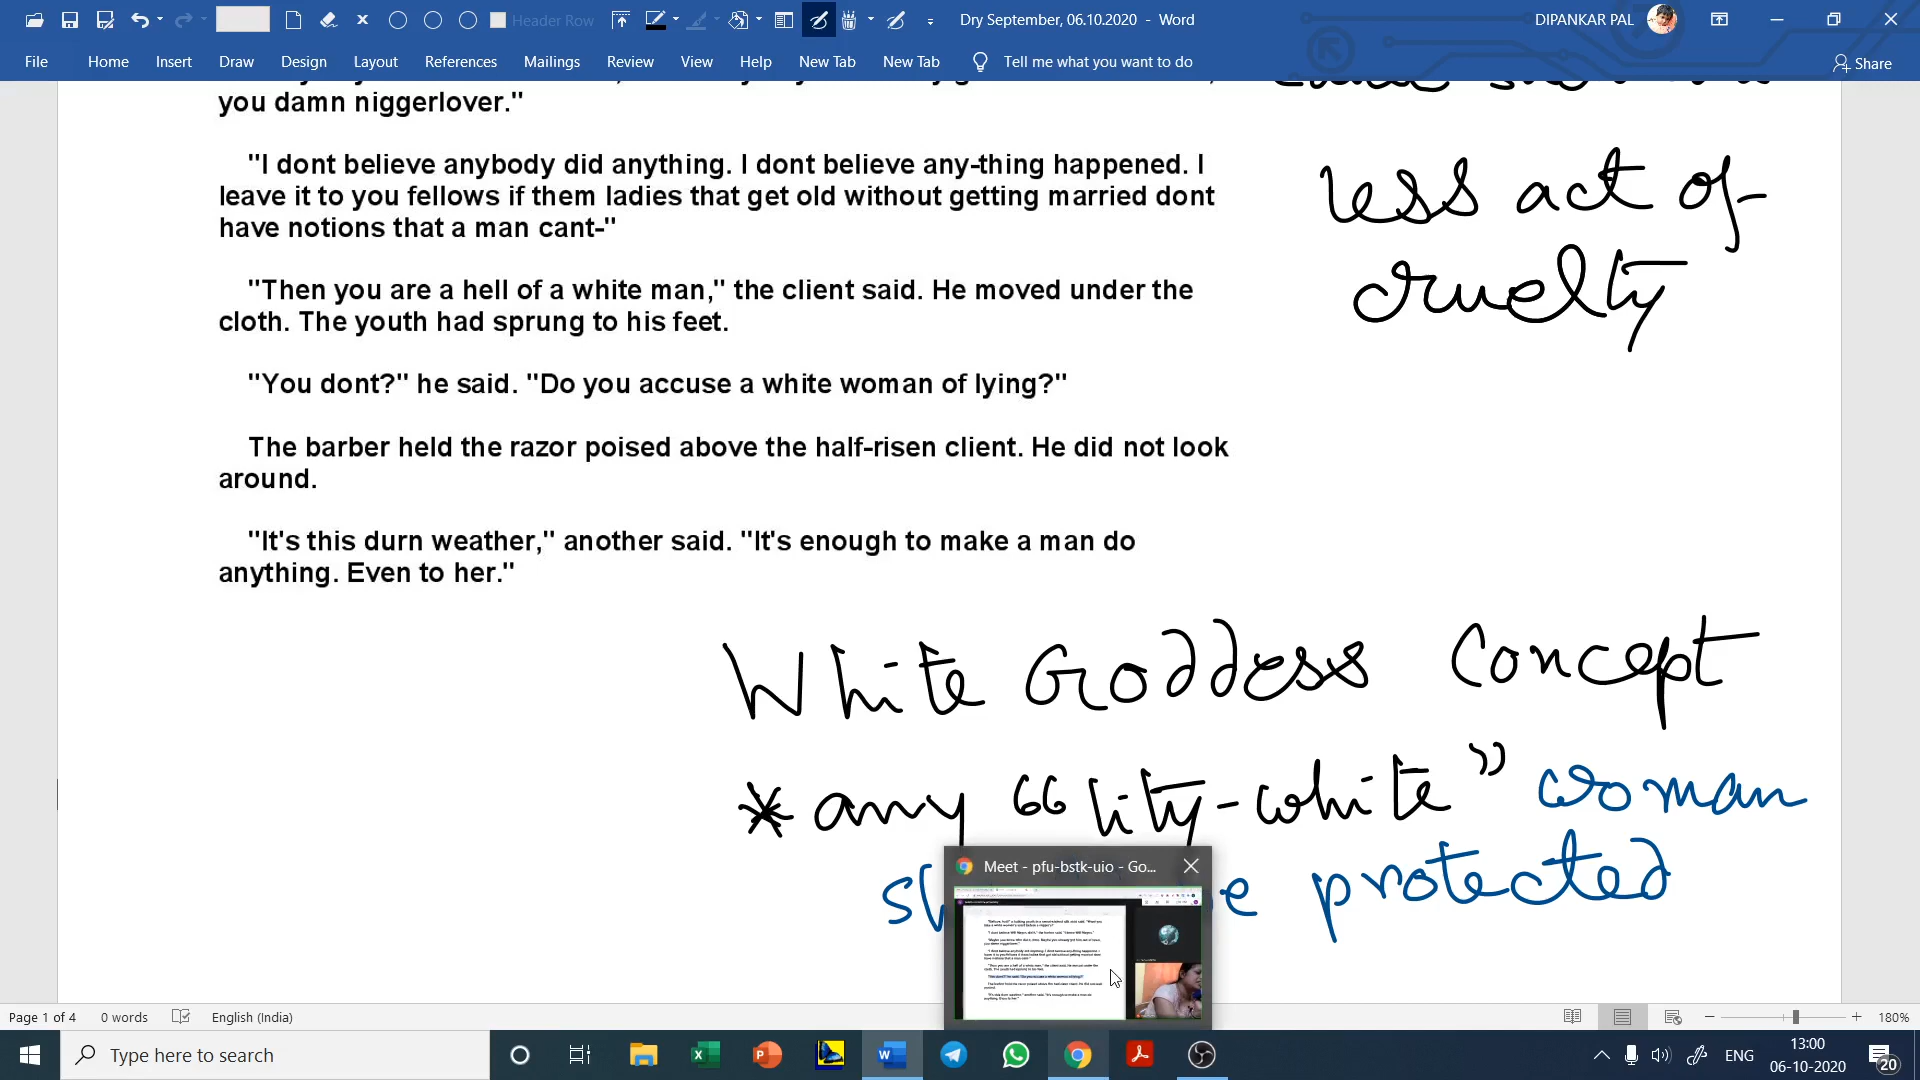 Header Row
Dry September, 06.10.2020 - Word
DIPANKAR PAL
File Home Insert Draw Design Layout References Mailings Review View Help New Tab New Tab Tell me what you want to do Share
you damn niggerlover."
"I dont believe anybody did anything. I dont believe any-thing happened. I
leave it to you fellows if them ladies that get old without getting married dont
have notions that a man cant-"
"Then you are a hell of a white man," the client said. He moved under the
cloth. The youth had sprung to his feet.
"You dont?" he said. "Do you accuse a white woman of lying?"
The barber held the razor poised above the half-risen client. He did not look
around.
"It's this durn weather," another said. "It's enough to make a man do
anything. Even to her."
less act of
cruelty
White Goddess Concept
* any "lity-white" woman
protected
Meet - pfu-bstk-uio - Go...
Page 1 of 4 0 words English (India) 180%
Type here to search
ENG
13:00
06-10-2020
20